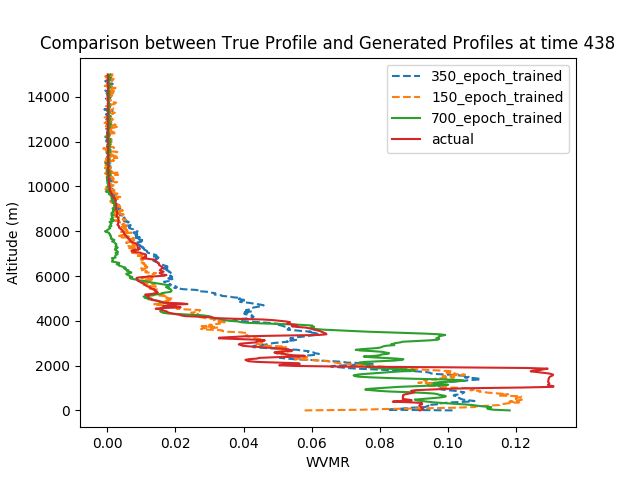 Comparison between True Profile and Generated Profiles at time 438
350_epoch_trained
150_epoch_trained
700_epoch_trained
actual
14000
12000
10000
8000
6000
4000
2000
0
Altitude (m)
0.00 0.02 0.04 0.06 0.08 0.10 0.12
WVMR